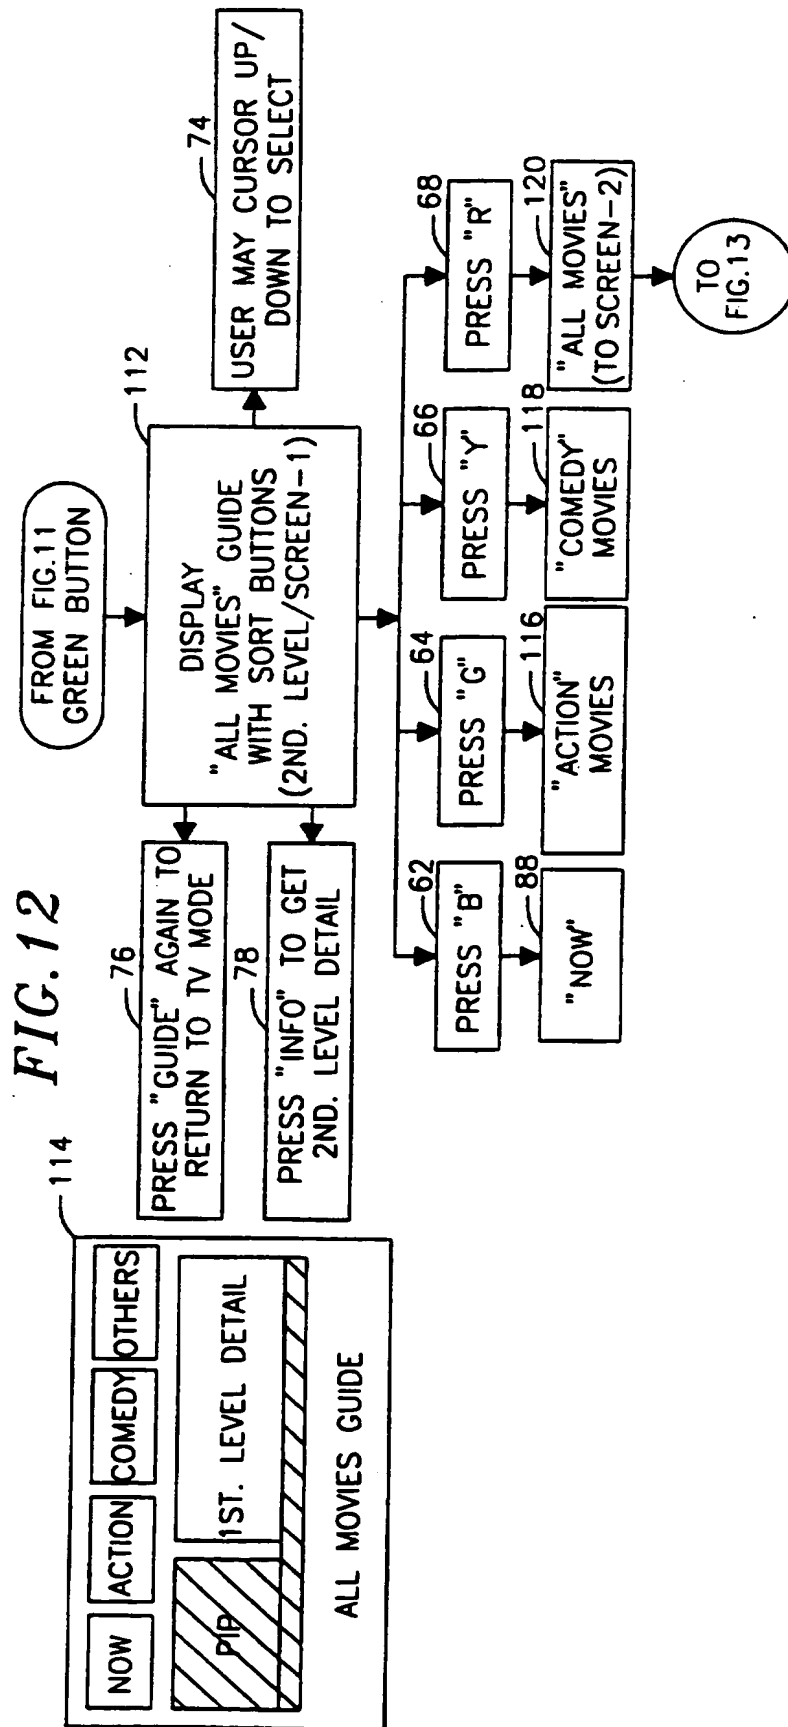 FIG.12
114
NOW
ACTION
COMEDY
OTHERS
PIP
1ST. LEVEL DETAIL
ALL MOVIES GUIDE
FROM FIG.11
GREEN BUTTON
112
DISPLAY
"ALL MOVIES" GUIDE
WITH SORT BUTTONS
(2ND. LEVEL/SCREEN-1)
76
PRESS "GUIDE" AGAIN TO
RETURN TO TV MODE
78
PRESS "INFO" TO GET
2ND. LEVEL DETAIL
74
USER MAY CURSOR UP/
DOWN TO SELECT
62
PRESS "B"
64
PRESS "G"
66
PRESS "Y"
68
PRESS "R"
88
"NOW"
116
"ACTION"
MOVIES
118
"COMEDY"
MOVIES
120
"ALL MOVIES"
(TO SCREEN-2)
TO
FIG.13